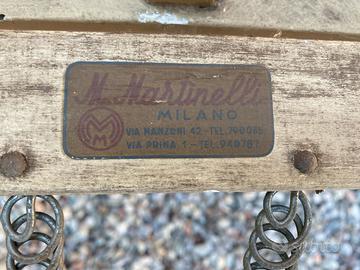 M. Martinelli
MILANO
VIA MANZONI 42-TEL. 790085
VIA PRINA 1-TEL. 940787
M